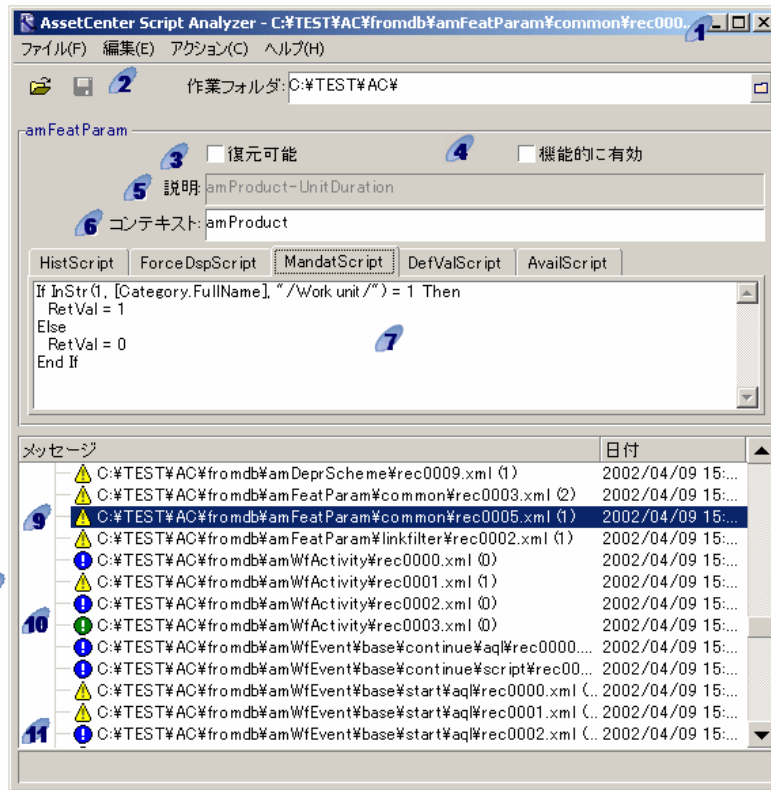 AssetCenter Script Analyzer - C:¥TEST¥AC¥fromdb¥amFeatParam¥common¥rec000...
1
ファイル(F) 編集(E) アクション(C) ヘルプ(H)
2
作業フォルダ: C:¥TEST¥AC¥
amFeatParam
3 復元可能 4 機能的に有効
5 説明: amProduct-UnitDuration
6 コンテキスト: amProduct
HistScript ForceDspScript MandatScript DefValScript AvailScript
If InStr(1, [Category.FullName], "/Work unit/") = 1 Then
RetVal = 1
Else
RetVal = 0
7
End If
メッセージ 日付
C:¥TEST¥AC¥fromdb¥amDeprScheme¥rec0009.xml (1) 2002/04/09 15:...
C:¥TEST¥AC¥fromdb¥amFeatParam¥common¥rec0003.xml (2) 2002/04/09 15:...
9 C:¥TEST¥AC¥fromdb¥amFeatParam¥common¥rec0005.xml (1) 2002/04/09 15:...
C:¥TEST¥AC¥fromdb¥amFeatParam¥linkfilter¥rec0002.xml (1) 2002/04/09 15:...
C:¥TEST¥AC¥fromdb¥amWfActivity¥rec0000.xml (0) 2002/04/09 15:...
C:¥TEST¥AC¥fromdb¥amWfActivity¥rec0001.xml (1) 2002/04/09 15:...
C:¥TEST¥AC¥fromdb¥amWfActivity¥rec0002.xml (0) 2002/04/09 15:...
10 C:¥TEST¥AC¥fromdb¥amWfActivity¥rec0003.xml (0) 2002/04/09 15:...
C:¥TEST¥AC¥fromdb¥amWfEvent¥base¥continue¥aql¥rec0000.... 2002/04/09 15:...
C:¥TEST¥AC¥fromdb¥amWfEvent¥base¥continue¥script¥rec00... 2002/04/09 15:...
C:¥TEST¥AC¥fromdb¥amWfEvent¥base¥start¥aql¥rec0000.xml (... 2002/04/09 15:...
C:¥TEST¥AC¥fromdb¥amWfEvent¥base¥start¥aql¥rec0001.xml (... 2002/04/09 15:...
11 C:¥TEST¥AC¥fromdb¥amWfEvent¥base¥start¥aql¥rec0002.xml (... 2002/04/09 15:...